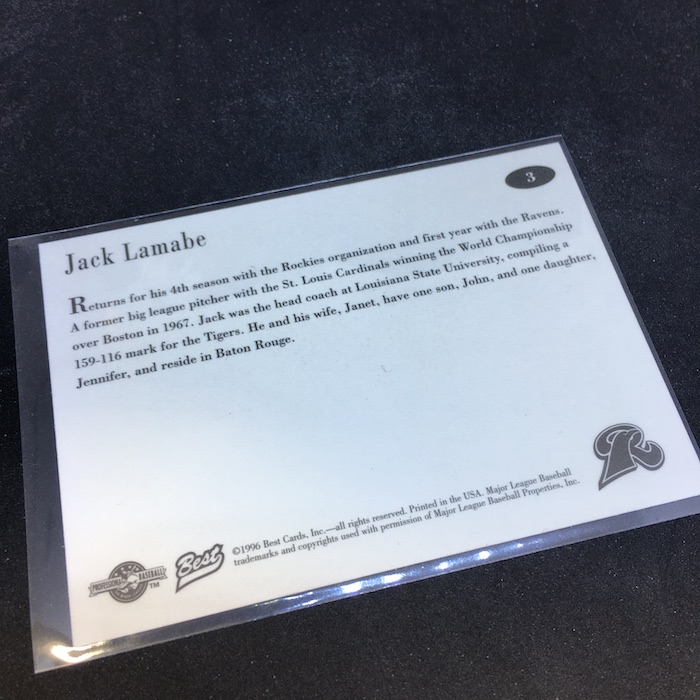 3
Jack Lamabe
Returns for his 4th season with the Rockies organization and first year with the Ravens.
A former big league pitcher with the St. Louis Cardinals winning the World Championship
over Boston in 1967. Jack was the head coach at Louisiana State University, compiling a
159-116 mark for the Tigers. He and his wife, Janet, have one son, John, and one daughter,
Jennifer, and reside in Baton Rouge.
R
PROFESSIONAL BASEBALL TM
Best
©1996 Best Cards, Inc.—all rights reserved. Printed in the USA. Major League Baseball
trademarks and copyrights used with permission of Major League Baseball Properties, Inc.